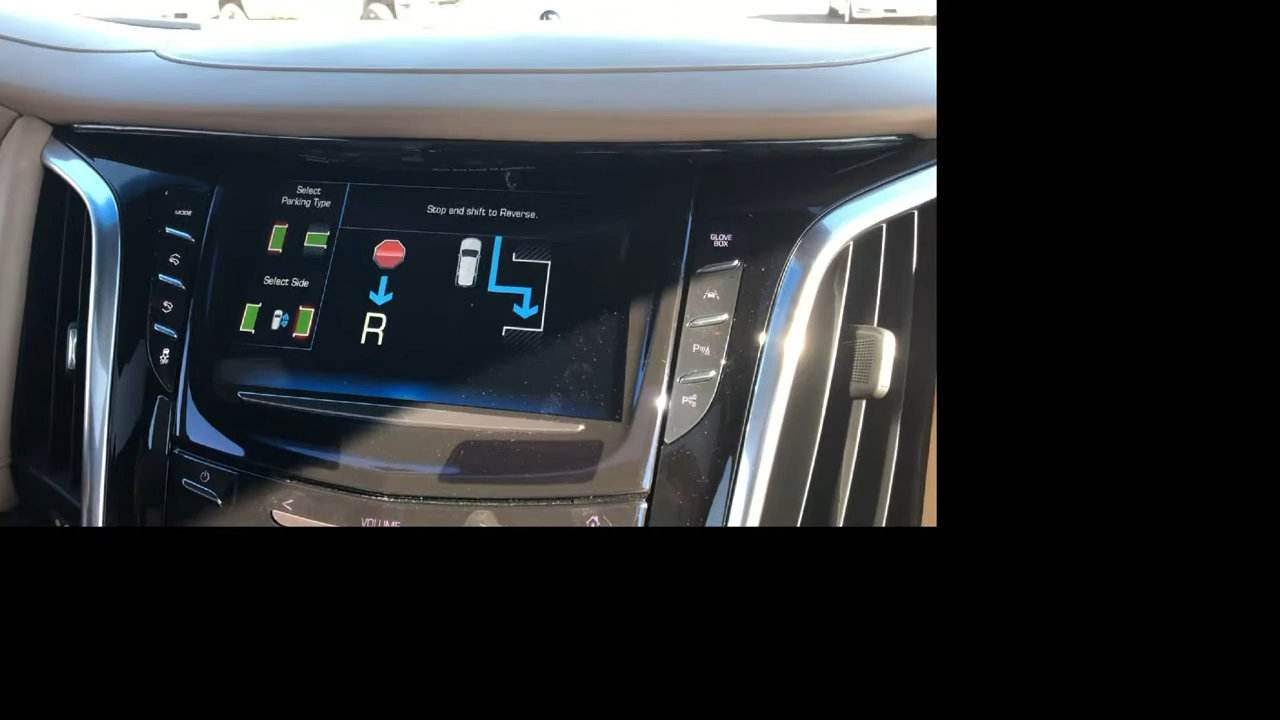 Select
Parking Type
Stop and shift to Reverse.
Select Side
R
MODE
GLOVE
BOX
P
P
VOLUME